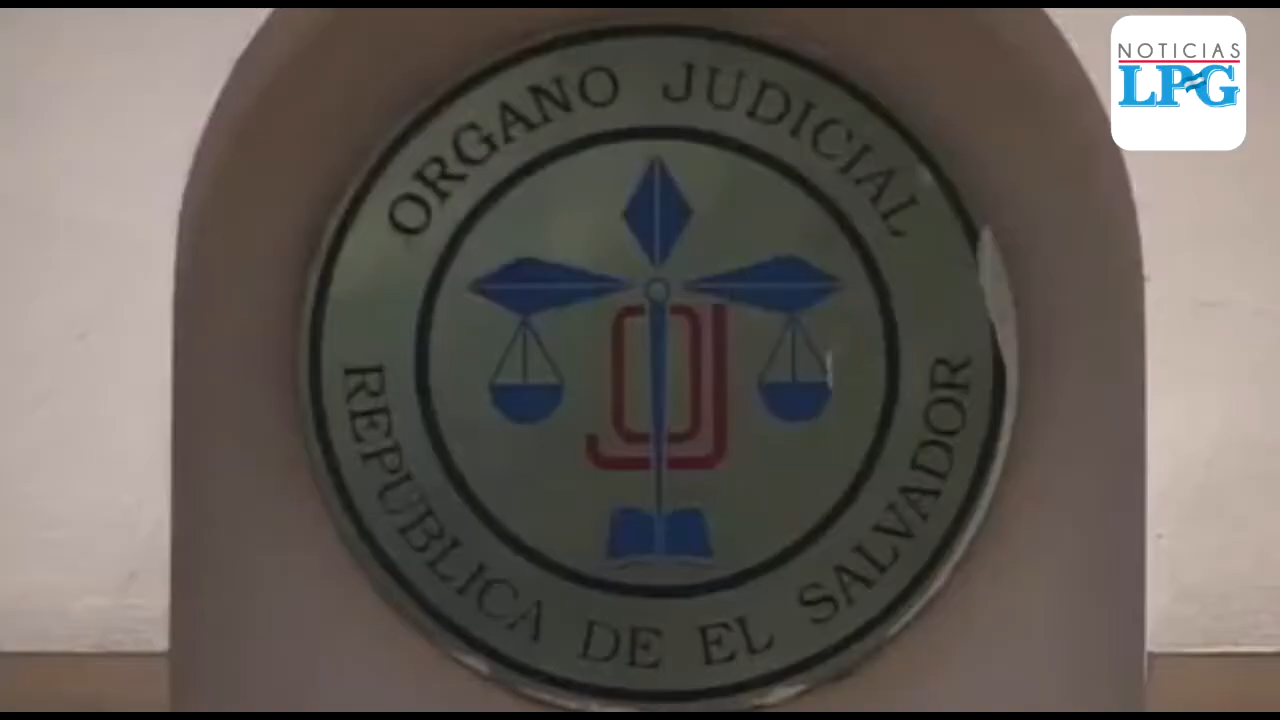 NOTICIAS
LPG
ORGANO JUDICIAL
REPUBLICA DE EL SALVADOR
OJ